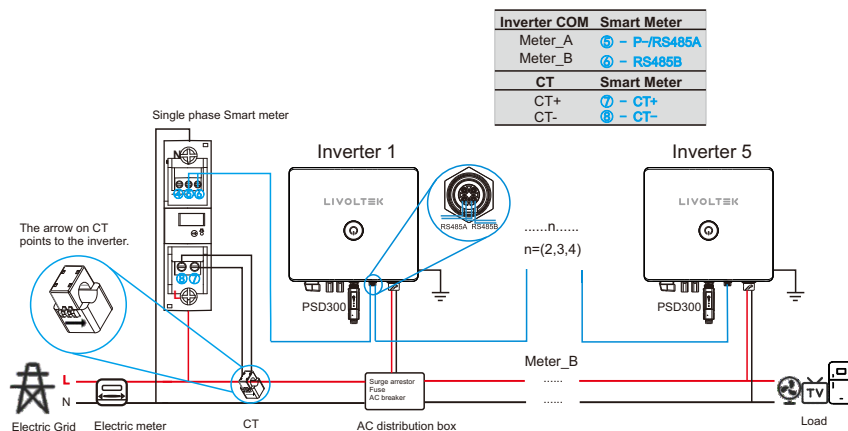 Inverter COM Smart Meter
Meter_A ⑤ - P-/RS485A
Meter_B ⑥ - RS485B
CT Smart Meter
CT+ ⑦ - CT+
CT- ⑧ - CT-
Single phase Smart meter
N
④⑤⑥
⑧ ⑦
L
The arrow on CT
points to the inverter.
Inverter 1
LIVOLTEK
PSD300
RS485A RS485B
......n......
n=(2,3,4)
Inverter 5
LIVOLTEK
PSD300
Meter_B
......
......
L
N
Surge arrestor
Fuse
AC breaker
TV
Electric Grid
Electric meter
CT
AC distribution box
Load